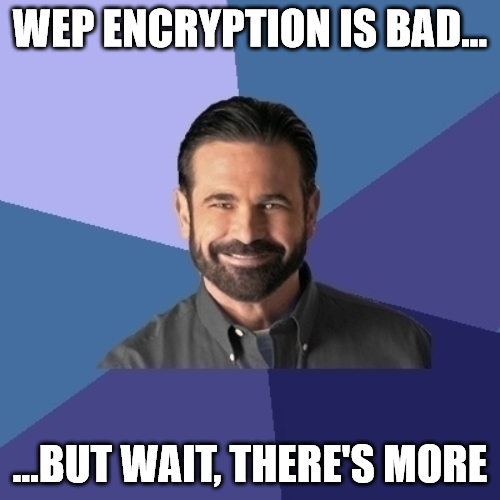 WEP ENCRYPTION IS BAD...
...BUT WAIT, THERE'S MORE